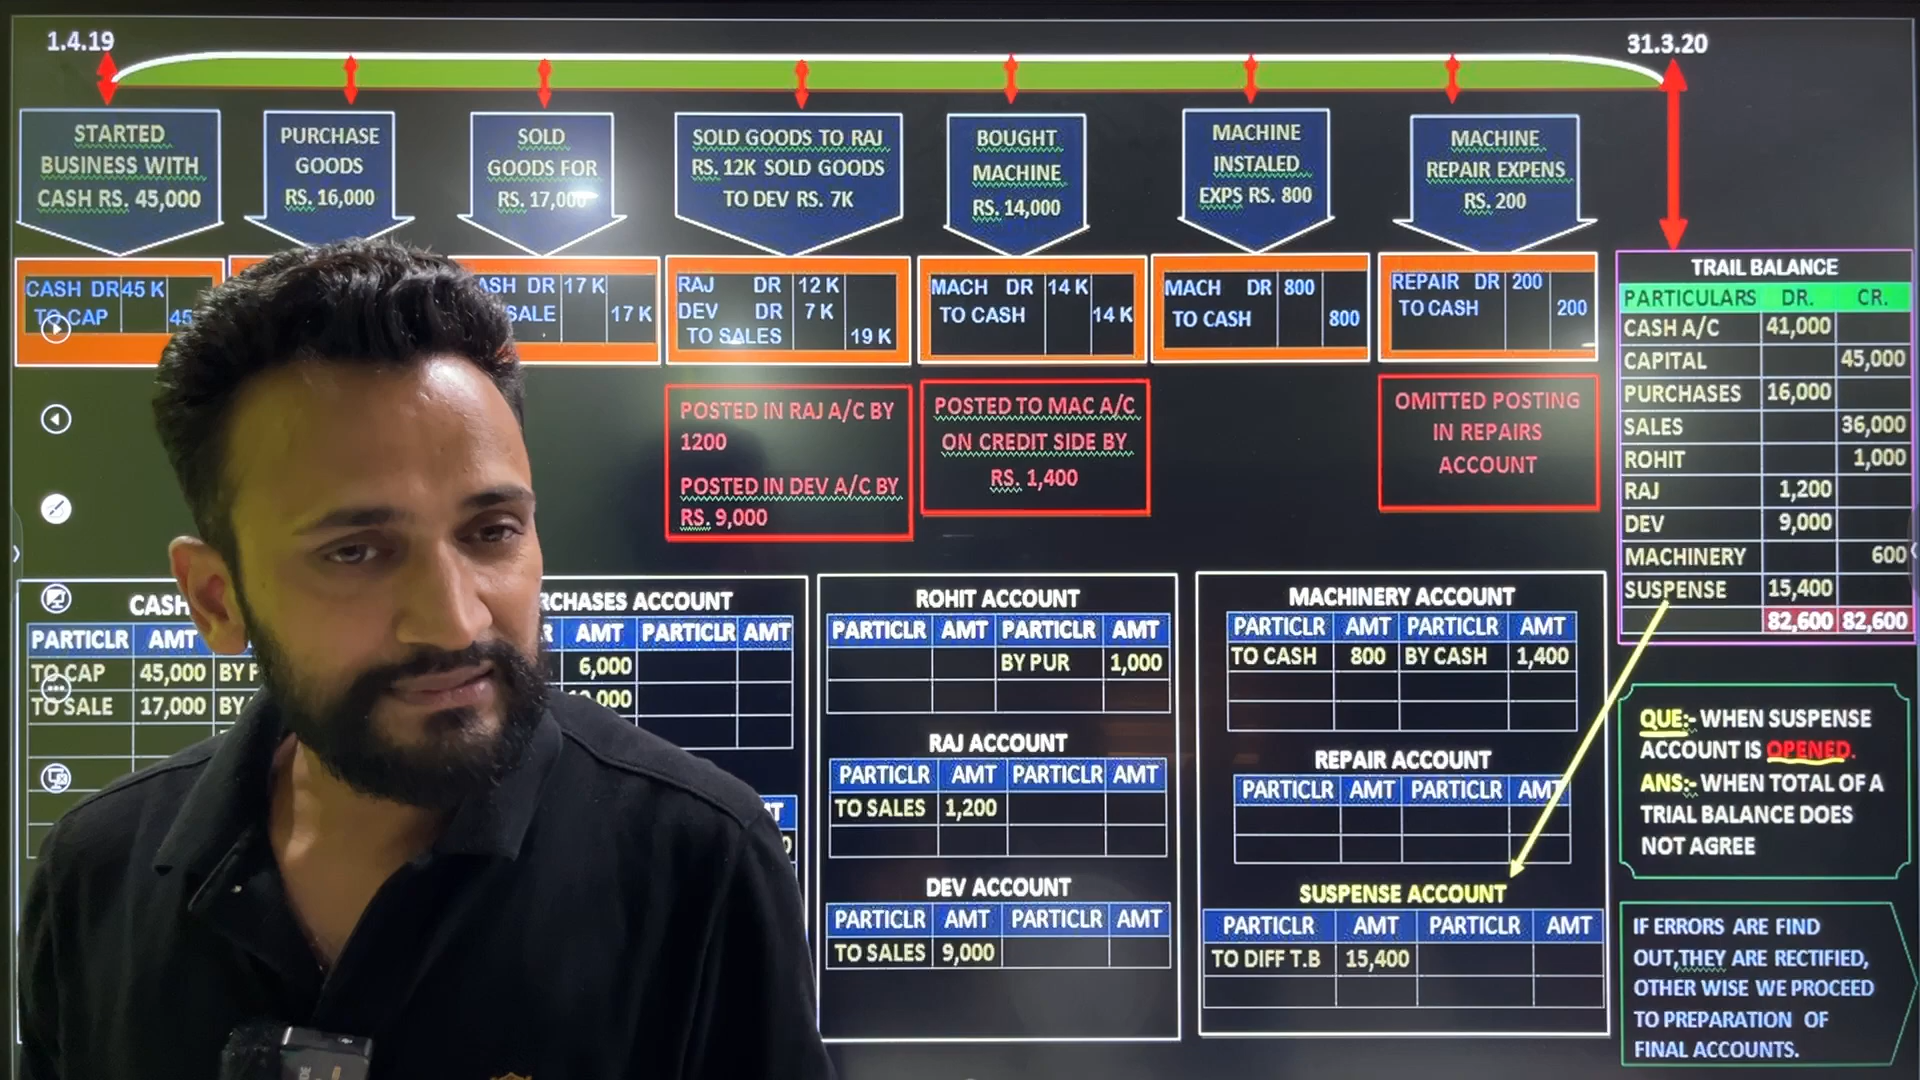 1.4.19
31.3.20
STARTED
BUSINESS WITH
CASH RS. 45,000
PURCHASE
GOODS
RS. 16,000
SOLD
GOODS FOR
RS. 17,000
SOLD GOODS TO RAJ
RS. 12K SOLD GOODS
TO DEV RS. 7K
BOUGHT
MACHINE
RS. 14,000
MACHINE
INSTALED
EXPS RS. 800
MACHINE
REPAIR EXPENS
RS. 200
CASH DR 45 K
TO CAP 45
DR 17 K
SALE 17 K
RAJ DR 12 K
DEV DR 7 K
TO SALES 19 K
MACH DR 14 K
TO CASH 14 K
MACH DR 800
TO CASH 800
REPAIR DR 200
TO CASH 200
POSTED IN RAJ A/C BY
1200
POSTED IN DEV A/C BY
RS. 9,000
POSTED TO MAC A/C
ON CREDIT SIDE BY
RS. 1,400
OMITTED POSTING
IN REPAIRS
ACCOUNT
TRAIL BALANCE
PARTICULARS DR. CR.
CASH A/C 41,000
CAPITAL 45,000
PURCHASES 16,000
SALES 36,000
ROHIT 1,000
RAJ 1,200
DEV 9,000
MACHINERY 600
SUSPENSE 15,400
82,600 82,600
CASH
PARTICLR AMT
TO CAP 45,000 BY
TO SALE 17,000 BY
RCHASES ACCOUNT
AMT PARTICLR AMT
6,000
ROHIT ACCOUNT
PARTICLR AMT PARTICLR AMT
BY PUR 1,000
RAJ ACCOUNT
PARTICLR AMT PARTICLR AMT
TO SALES 1,200
DEV ACCOUNT
PARTICLR AMT PARTICLR AMT
TO SALES 9,000
MACHINERY ACCOUNT
PARTICLR AMT PARTICLR AMT
TO CASH 800 BY CASH 1,400
REPAIR ACCOUNT
PARTICLR AMT PARTICLR AMT
SUSPENSE ACCOUNT
PARTICLR AMT PARTICLR AMT
TO DIFF T.B 15,400
QUE:- WHEN SUSPENSE
ACCOUNT IS OPENED.
ANS:- WHEN TOTAL OF A
TRIAL BALANCE DOES
NOT AGREE
IF ERRORS ARE FIND
OUT,THEY ARE RECTIFIED,
OTHER WISE WE PROCEED
TO PREPARATION OF
FINAL ACCOUNTS.